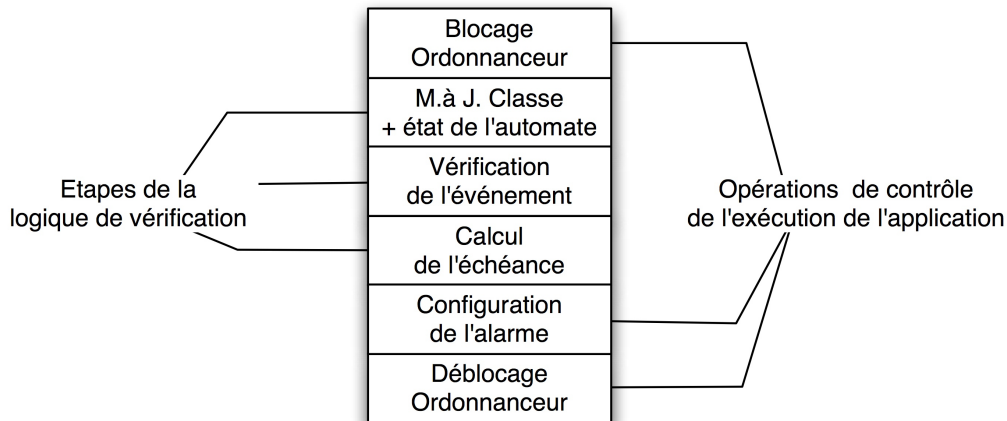 Blocage
Ordonnanceur
M.à J. Classe
+ état de l'automate
Vérification
de l'événement
Etapes de la
logique de vérification
Opérations de contrôle
de l'exécution de l'application
Calcul
de l'échéance
Configuration
de l'alarme
Déblocage
Ordonnanceur